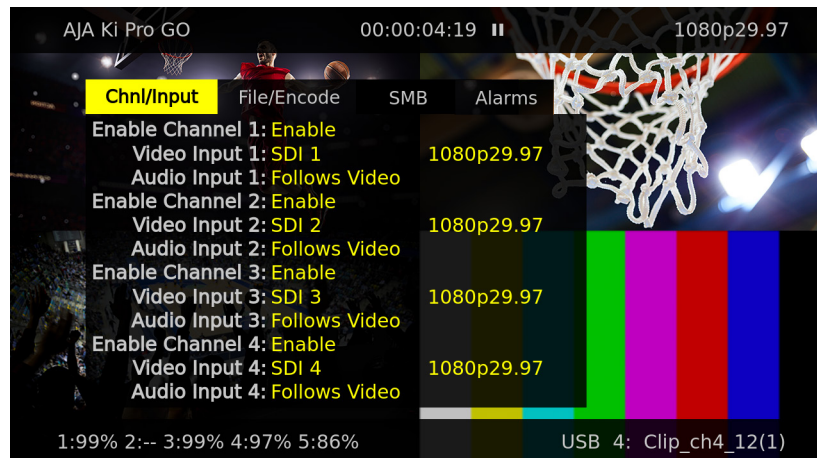 AJA Ki Pro GO 00:00:04:19 1080p29.97
Chnl/Input File/Encode SMB Alarms
Enable Channel 1: Enable
Video Input 1: SDI 1 1080p29.97
Audio Input 1: Follows Video
Enable Channel 2: Enable
Video Input 2: SDI 2 1080p29.97
Audio Input 2: Follows Video
Enable Channel 3: Enable
Video Input 3: SDI 3 1080p29.97
Audio Input 3: Follows Video
Enable Channel 4: Enable
Video Input 4: SDI 4 1080p29.97
Audio Input 4: Follows Video
1:99% 2:-- 3:99% 4:97% 5:86% USB 4: Clip_ch4_12(1)